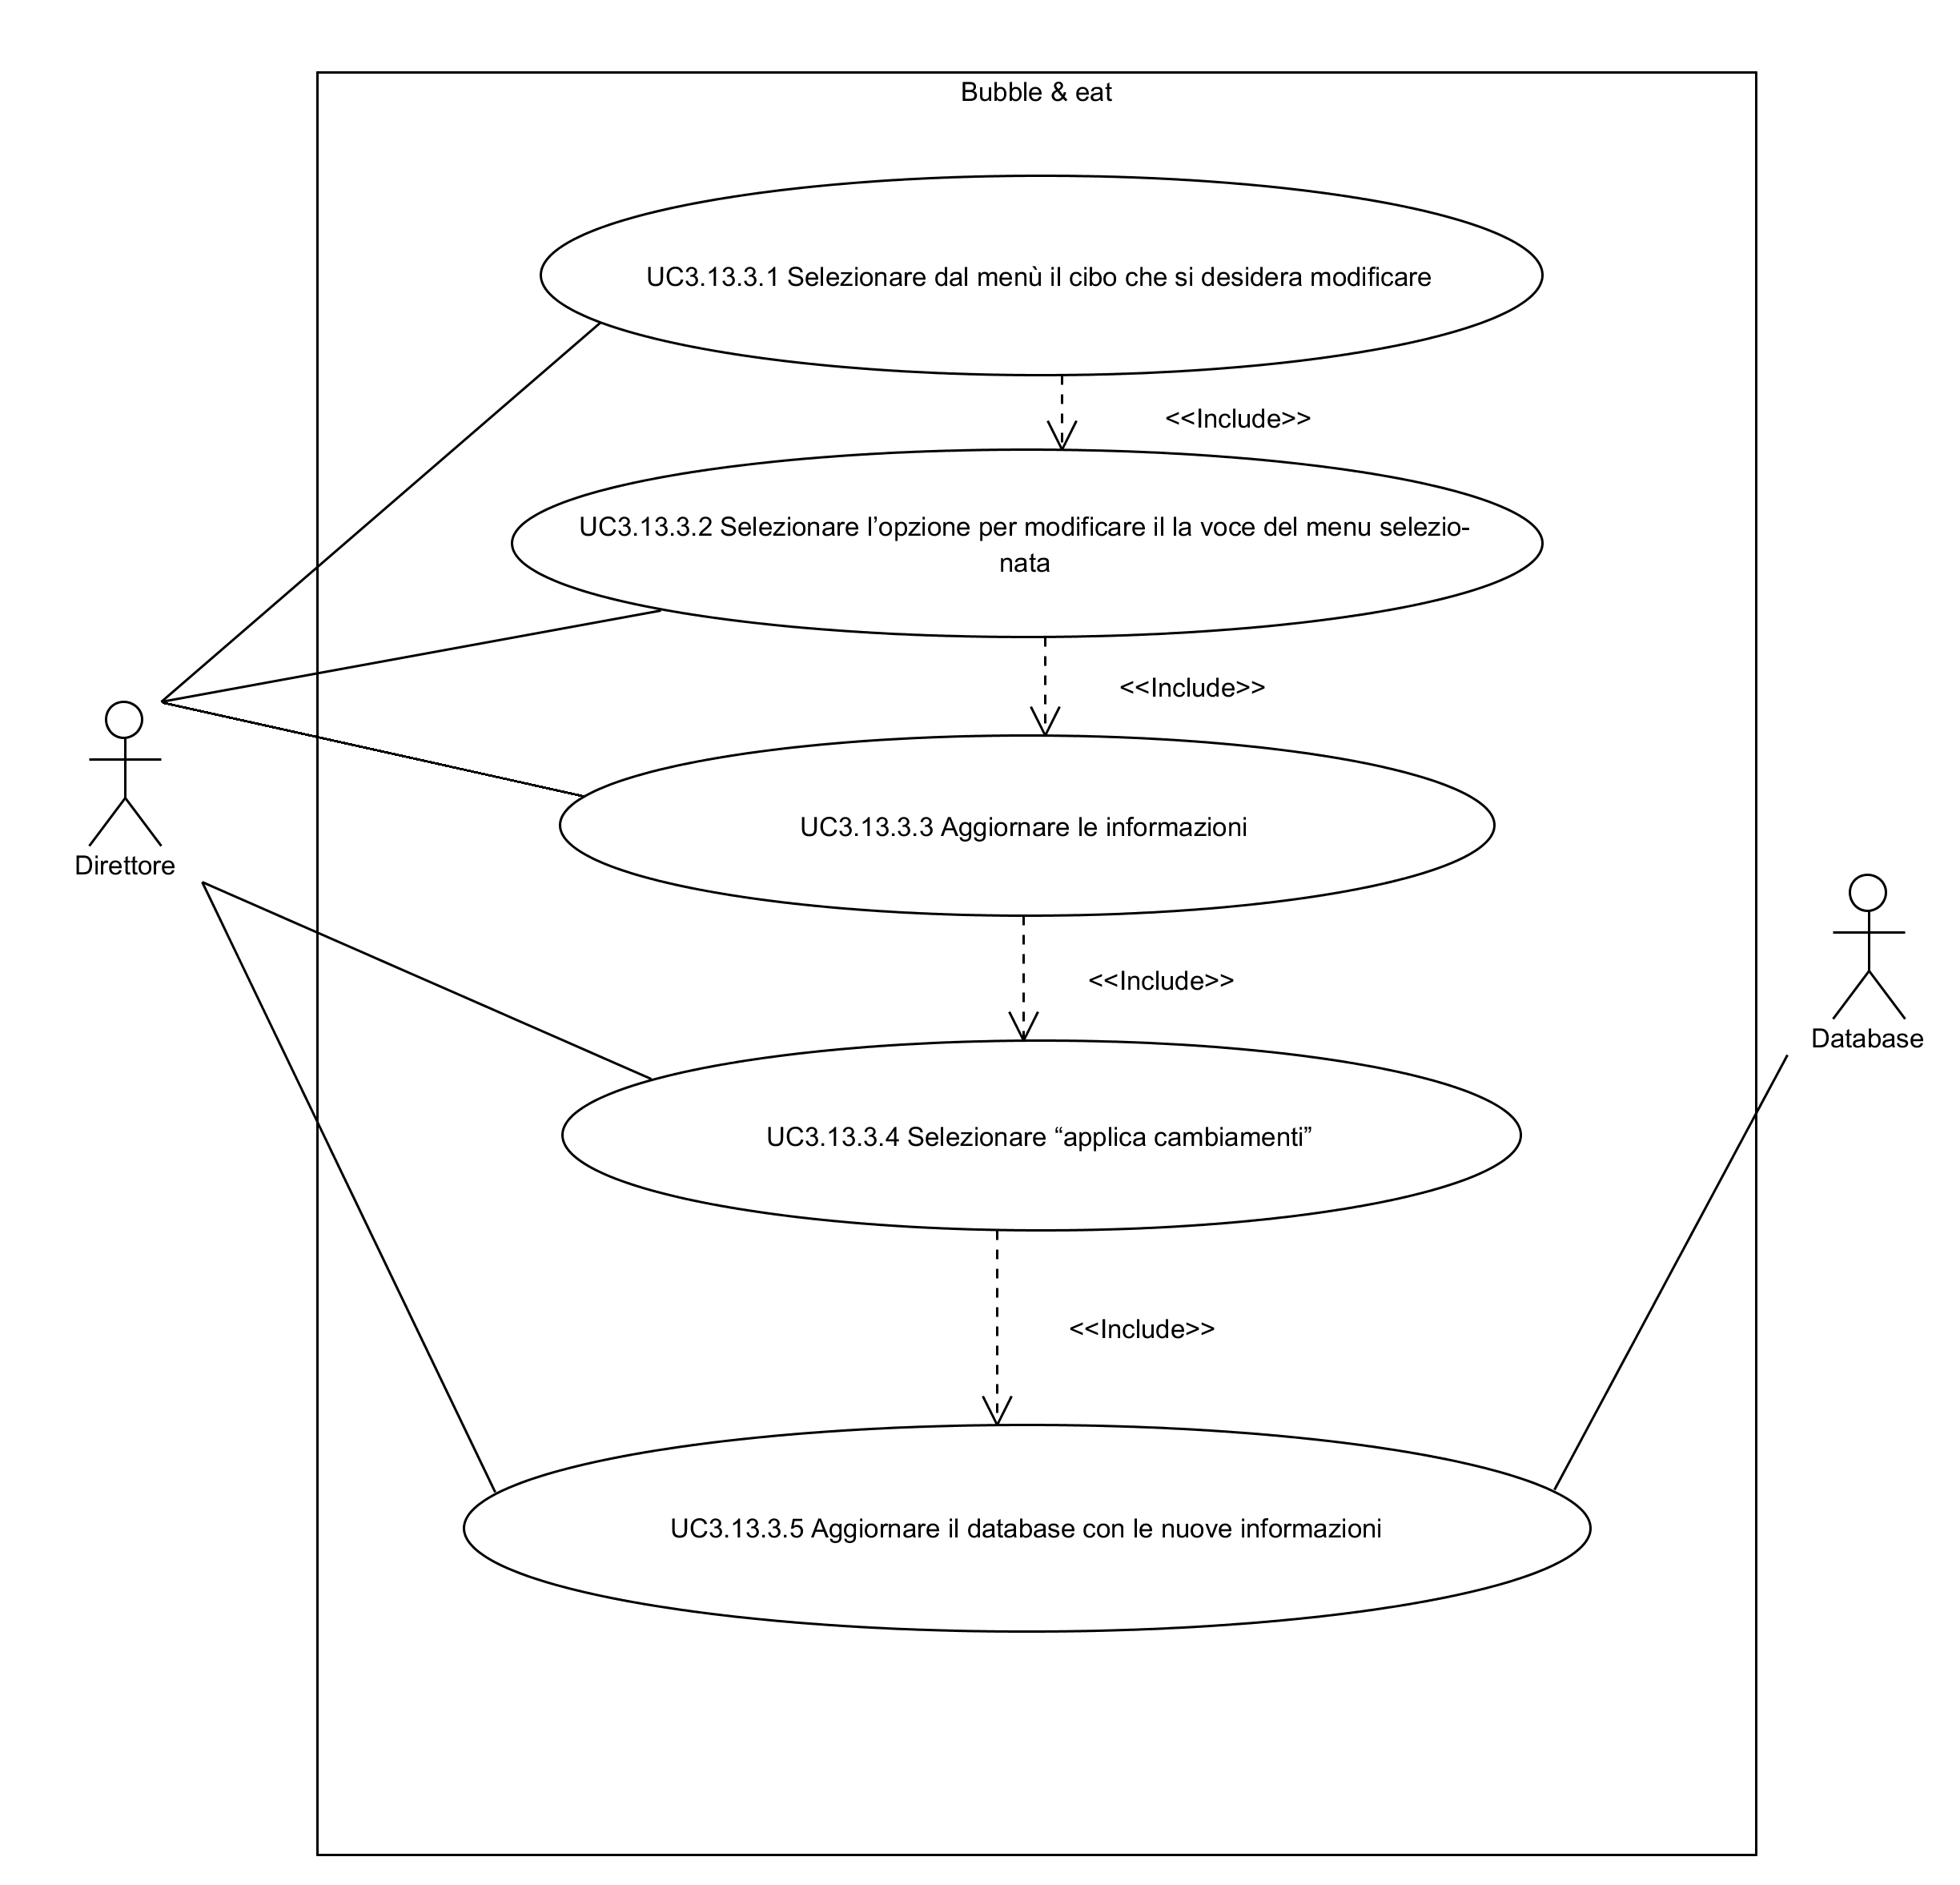 Bubble & eat
UC3.13.3.1 Selezionare dal menù il cibo che si desidera modificare
<<Include>>
UC3.13.3.2 Selezionare l’opzione per modificare il la voce del menu selezio-
nata
<<Include>>
UC3.13.3.3 Aggiornare le informazioni
Direttore
<<Include>>
Database
UC3.13.3.4 Selezionare “applica cambiamenti”
<<Include>>
UC3.13.3.5 Aggiornare il database con le nuove informazioni